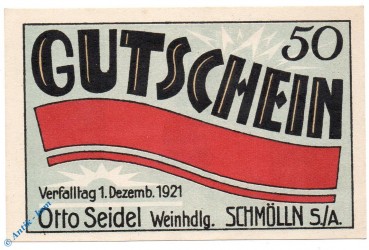 50
GUTSCHEIN
Verfalltag 1. Dezemb. 1921
Otto Seidel Weinhdlg. SCHMÖLLN S/A.